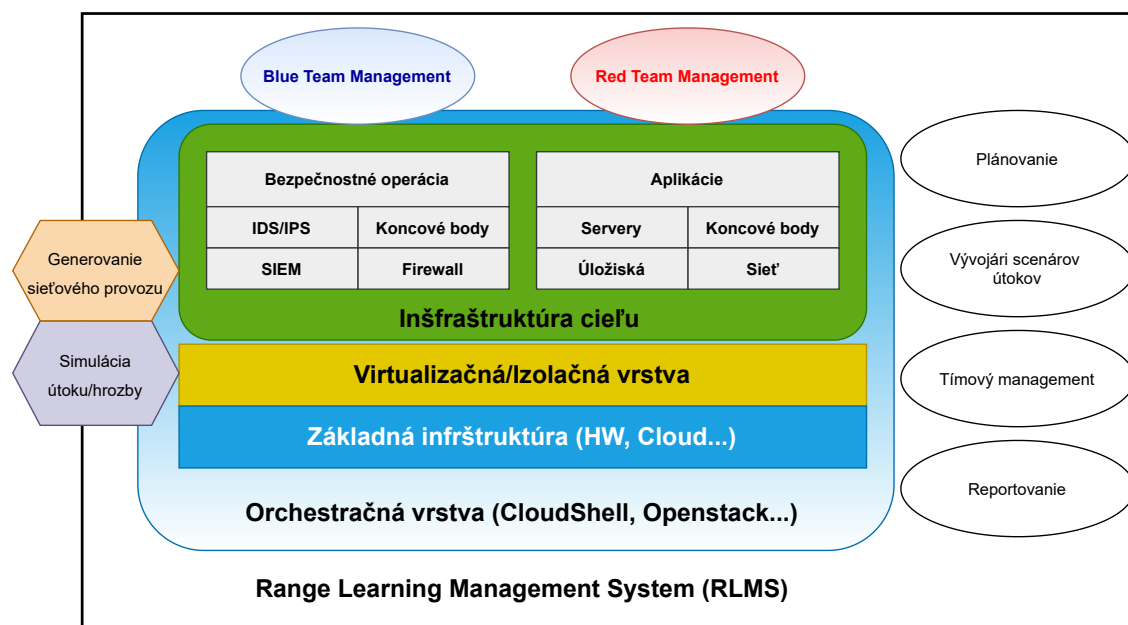 Blue Team Management
Red Team Management
Bezpečnostné operácia
IDS/IPS
Koncové body
SIEM
Firewall
Aplikácie
Servery
Koncové body
Úložiská
Sieť
Inšfraštruktúra cieľu
Virtualizačná/Izolačná vrstva
Základná infrštruktúra (HW, Cloud...)
Orchestračná vrstva (CloudShell, Openstack...)
Range Learning Management System (RLMS)
Generovanie
sieťového provozu
Simulácia
útoku/hrozby
Plánovanie
Vývojári scenárov
útokov
Tímový management
Reportovanie